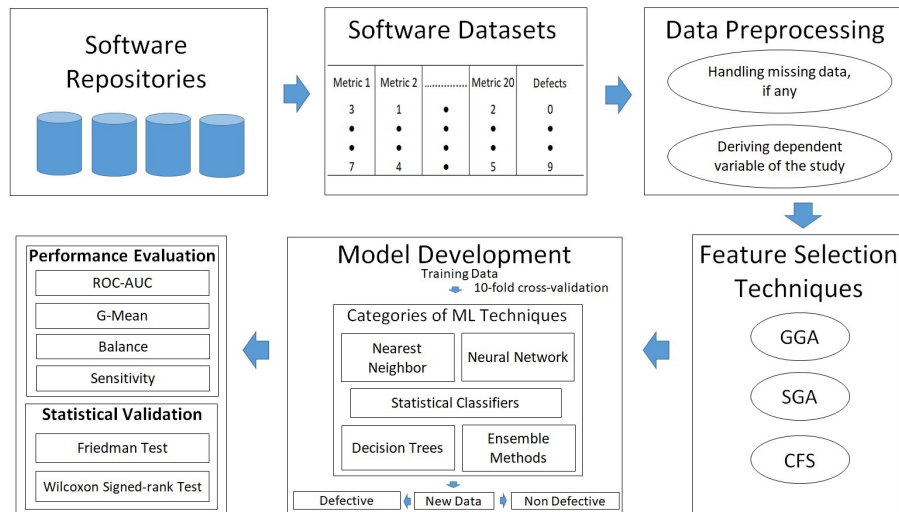 Software
Repositories
Software Datasets
Metric 1 Metric 2 ............... Metric 20 Defects
3 1 2 0
7 4 5 9
Data Preprocessing
Handling missing data,
if any
Deriving dependent
variable of the study
Feature Selection
Techniques
GGA
SGA
CFS
Model Development
Training Data
10-fold cross-validation
Categories of ML Techniques
Nearest
Neighbor
Neural Network
Statistical Classifiers
Decision Trees
Ensemble
Methods
Defective
New Data
Non Defective
Performance Evaluation
ROC-AUC
G-Mean
Balance
Sensitivity
Statistical Validation
Friedman Test
Wilcoxon Signed-rank Test